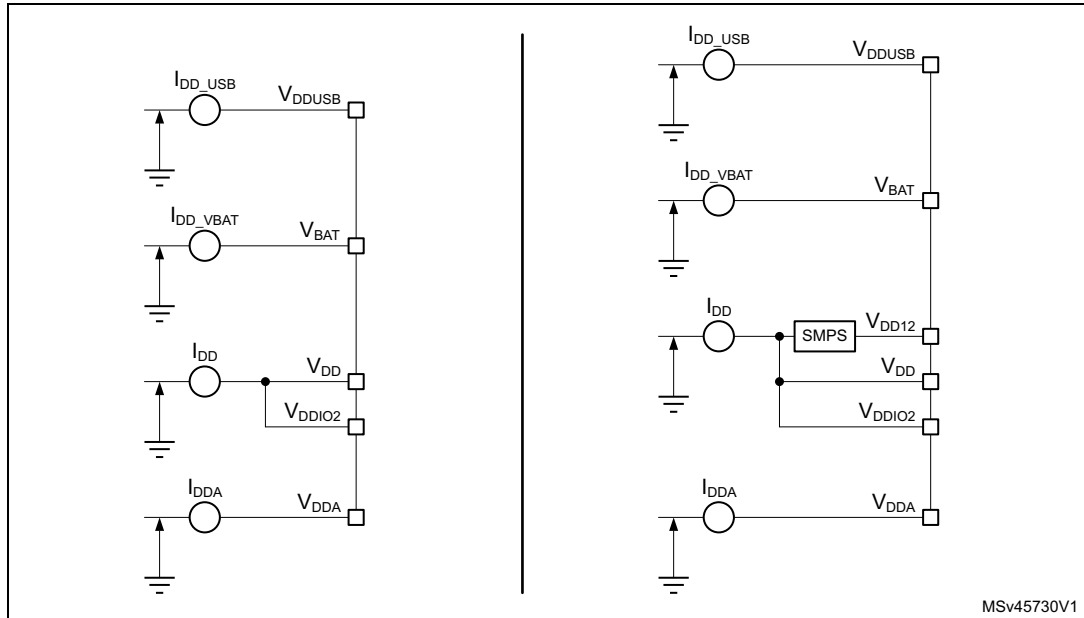 IDD_USB
VDDUSB
IDD_VBAT
VBAT
IDD
VDD
VDDIO2
IDDA
VDDA
IDD_USB
VDDUSB
IDD_VBAT
VBAT
IDD
SMPS
VDD12
VDD
VDDIO2
IDDA
VDDA
MSv45730V1